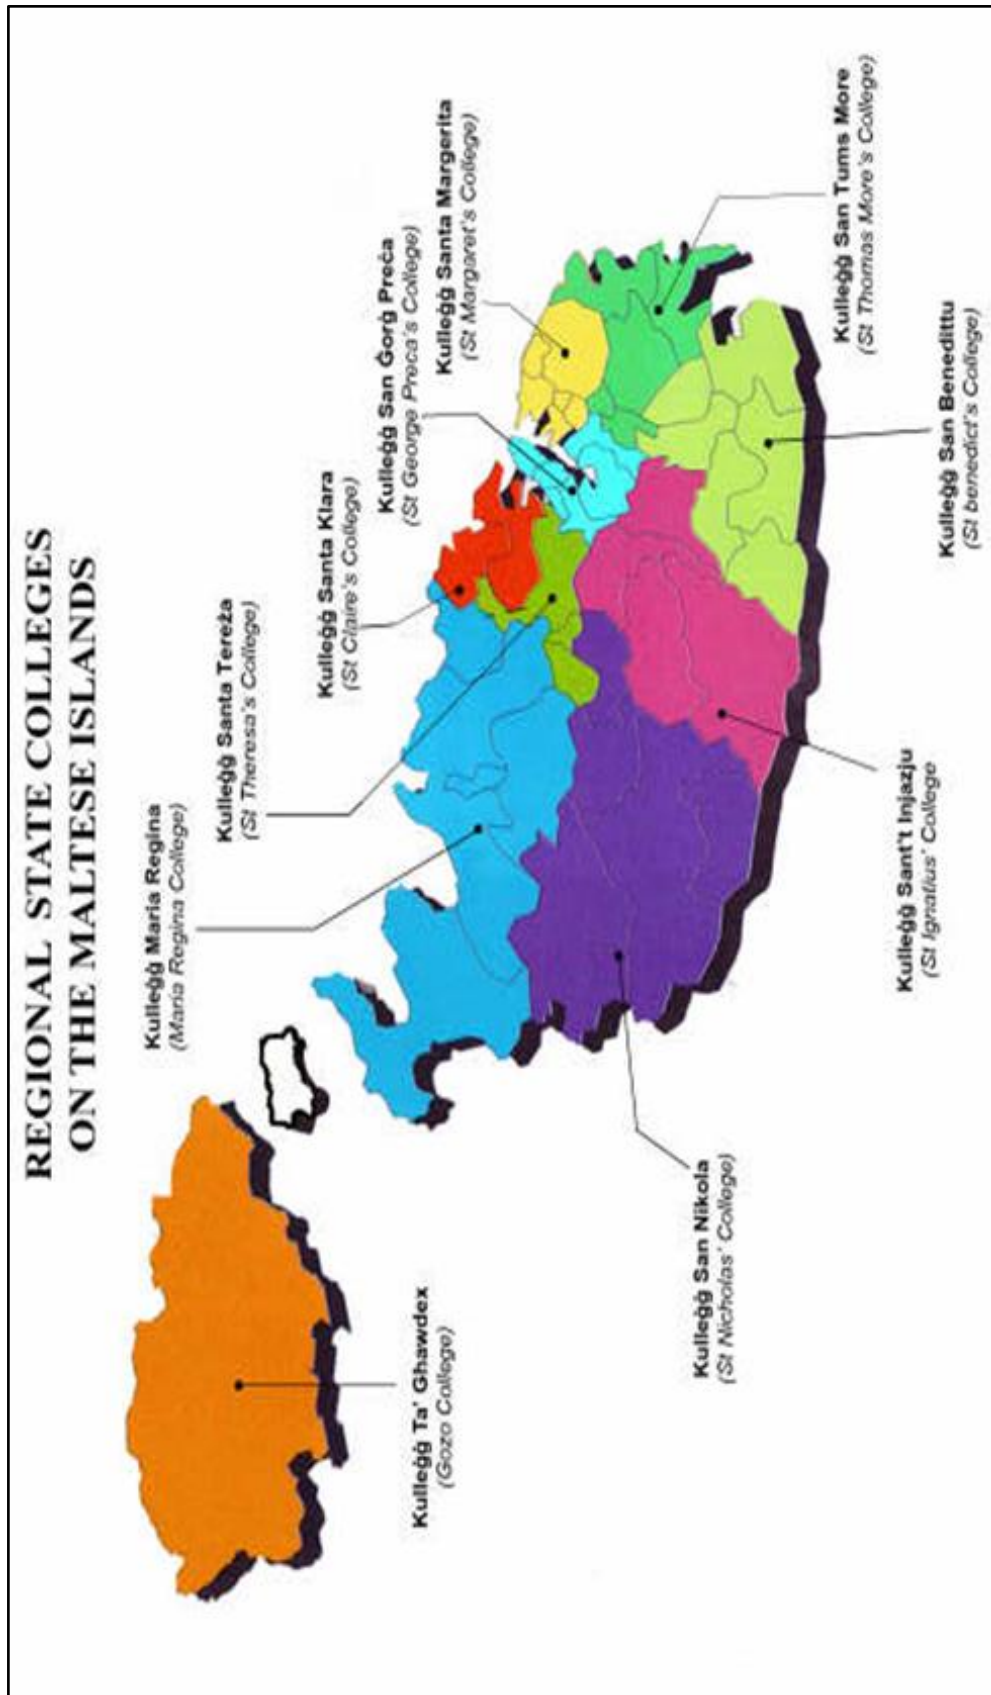 REGIONAL STATE COLLEGES
ON THE MALTESE ISLANDS
Kulleġġ Maria Regina
(Maria Regina College)
Kulleġġ Santa Tereża
(St Theresa's College)
Kulleġġ Santa Klara
(St Claire's College)
Kulleġġ San Ġorġ Preċa
(St George Preca's College)
Kulleġġ Santa Margerita
(St Margaret's College)
Kulleġġ Ta' Ghawdex
(Gozo College)
Kulleġġ San Nikola
(St Nicholas' College)
Kulleġġ Sant't Injazju
(St Ignatius' College
Kulleġġ San Benedittu
(St benedict's College)
Kulleġġ San Tums More
(St Thomas More's College)